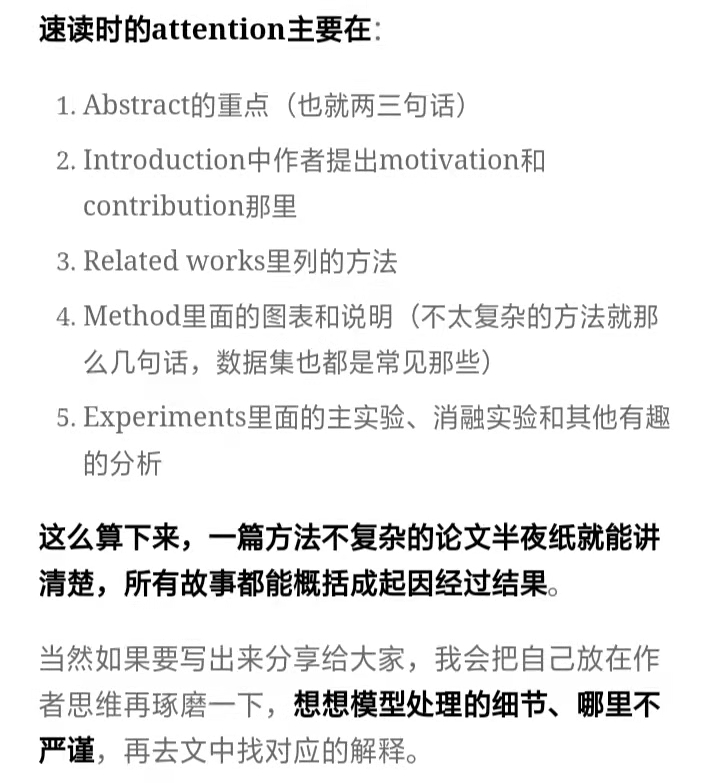 速读时的attention主要在：
1. Abstract的重点（也就两三句话）
2. Introduction中作者提出motivation和
contribution那里
3. Related works里列的方法
4. Method里面的图表和说明（不太复杂的方法就那
么几句话，数据集也都是常见那些）
5. Experiments里面的主实验、消融实验和其他有趣
的分析
这么算下来，一篇方法不复杂的论文半夜纸就能讲
清楚，所有故事都能概括成起因经过结果。
当然如果要写出来分享给大家，我会把自己放在作
者思维再琢磨一下，想想模型处理的细节、哪里不
严谨，再去文中找对应的解释。